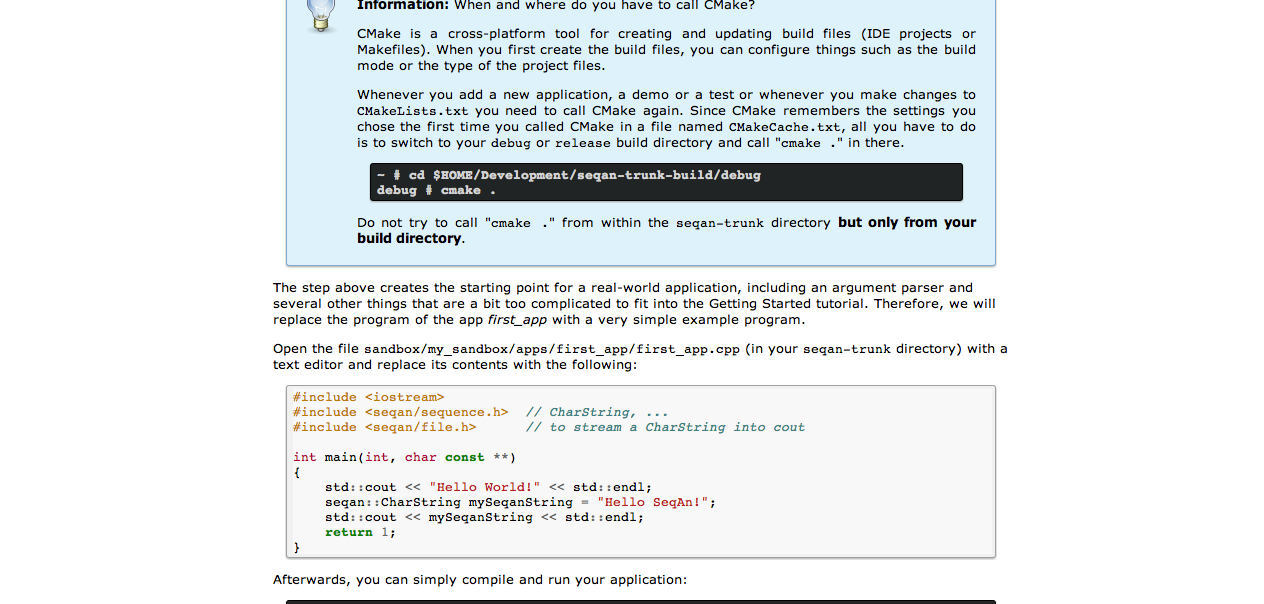 Information: When and where do you have to call CMake?
CMake is a cross-platform tool for creating and updating build files (IDE projects or
Makefiles). When you first create the build files, you can configure things such as the build
mode or the type of the project files.
Whenever you add a new application, a demo or a test or whenever you make changes to
CMakeLists.txt you need to call CMake again. Since CMake remembers the settings you
chose the first time you called CMake in a file named CMakeCache.txt, all you have to do
is to switch to your debug or release build directory and call "cmake ." in there.
~ # cd $HOME/Development/seqan-trunk-build/debug
debug # cmake .
Do not try to call "cmake ." from within the seqan-trunk directory but only from your
build directory.
The step above creates the starting point for a real-world application, including an argument parser and
several other things that are a bit too complicated to fit into the Getting Started tutorial. Therefore, we will
replace the program of the app first_app with a very simple example program.
Open the file sandbox/my_sandbox/apps/first_app/first_app.cpp (in your seqan-trunk directory) with a
text editor and replace its contents with the following:
#include <iostream>
#include <seqan/sequence.h>  // CharString, ...
#include <seqan/file.h>      // to stream a CharString into cout
int main(int, char const **)
{
    std::cout << "Hello World!" << std::endl;
    seqan::CharString mySeqanString = "Hello SeqAn!";
    std::cout << mySeqanString << std::endl;
    return 1;
}
Afterwards, you can simply compile and run your application: